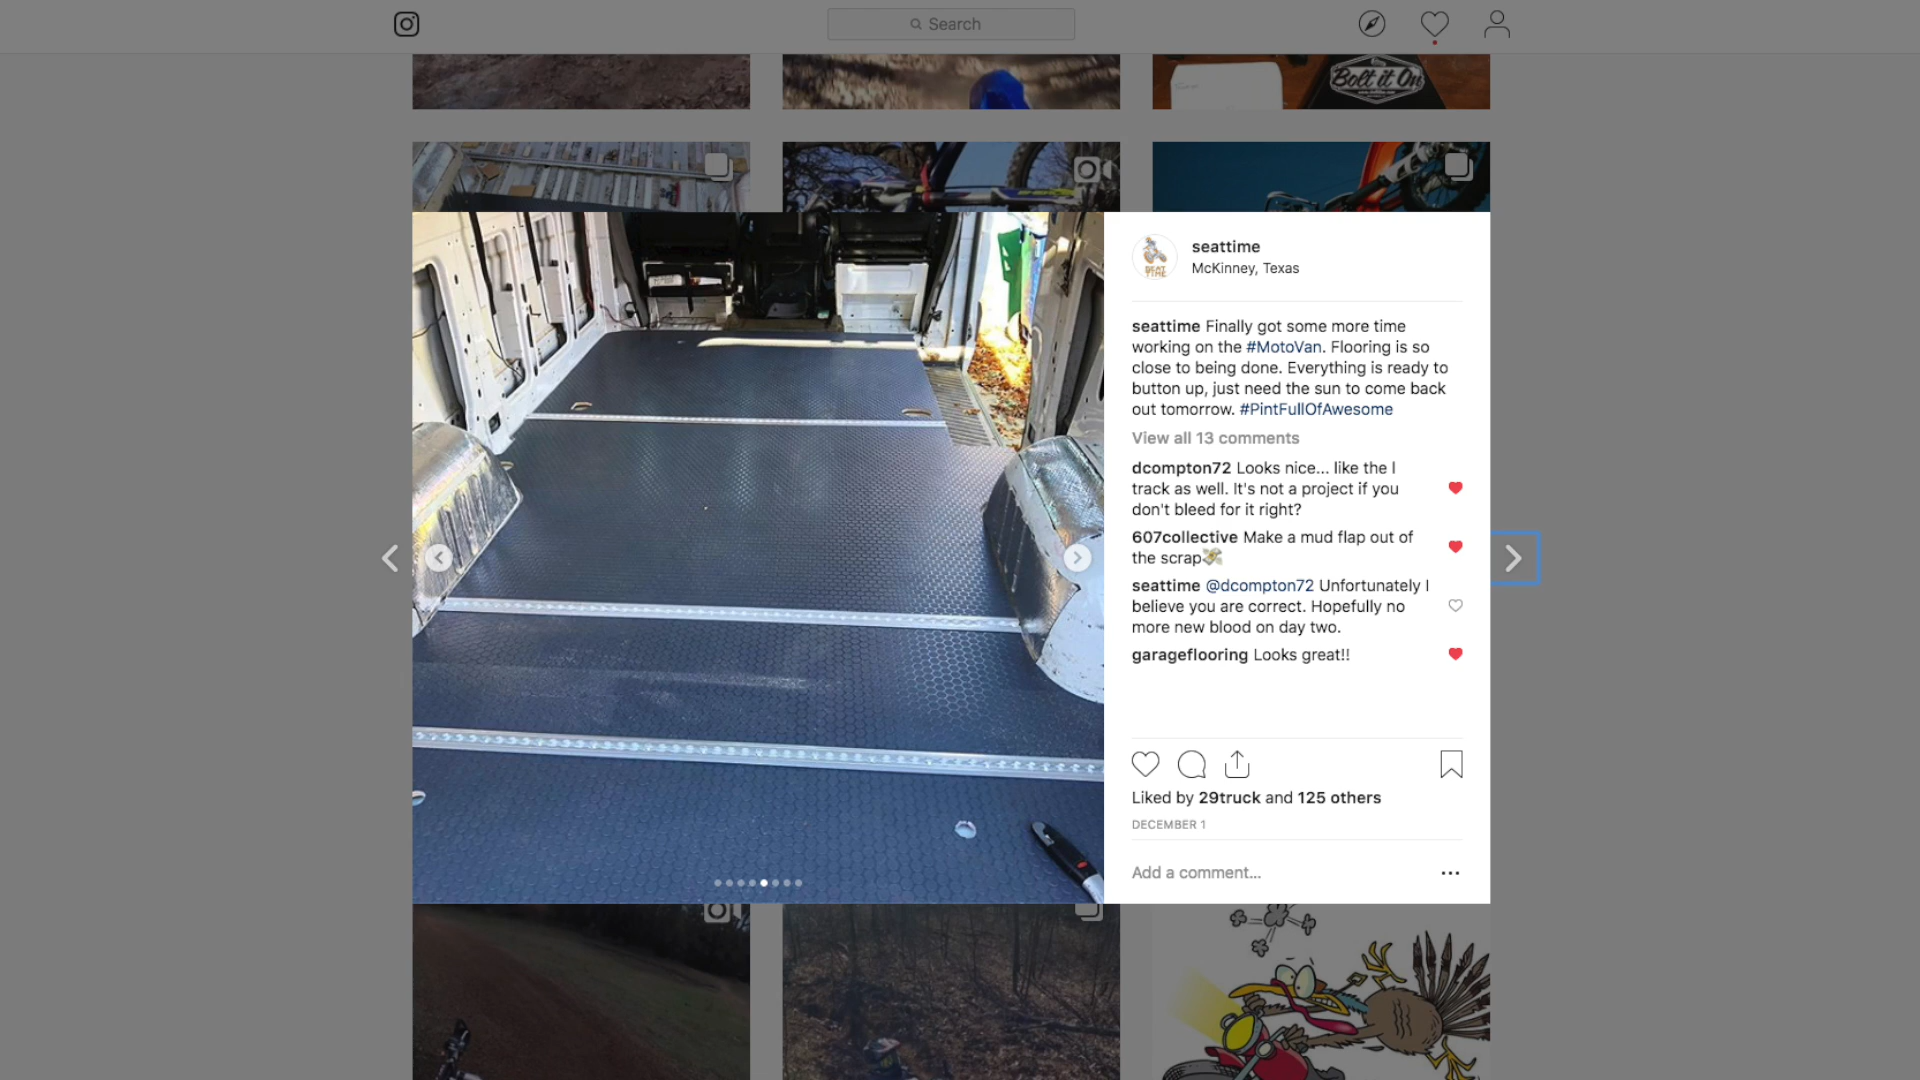 Search
Bolt it On
seattime
McKinney, Texas
SEAT
TIME
seattime Finally got some more time
working on the #MotoVan. Flooring is so
close to being done. Everything is ready to
button up, just need the sun to come back
out tomorrow. #PintFullOfAwesome
View all 13 comments
dcompton72 Looks nice... like the l
track as well. It's not a project if you
don't bleed for it right?
607collective Make a mud flap out of
the scrap💸
seattime @dcompton72 Unfortunately I
believe you are correct. Hopefully no
more new blood on day two.
garageflooring Looks great!!
Liked by 29truck and 125 others
DECEMBER 1
Add a comment...